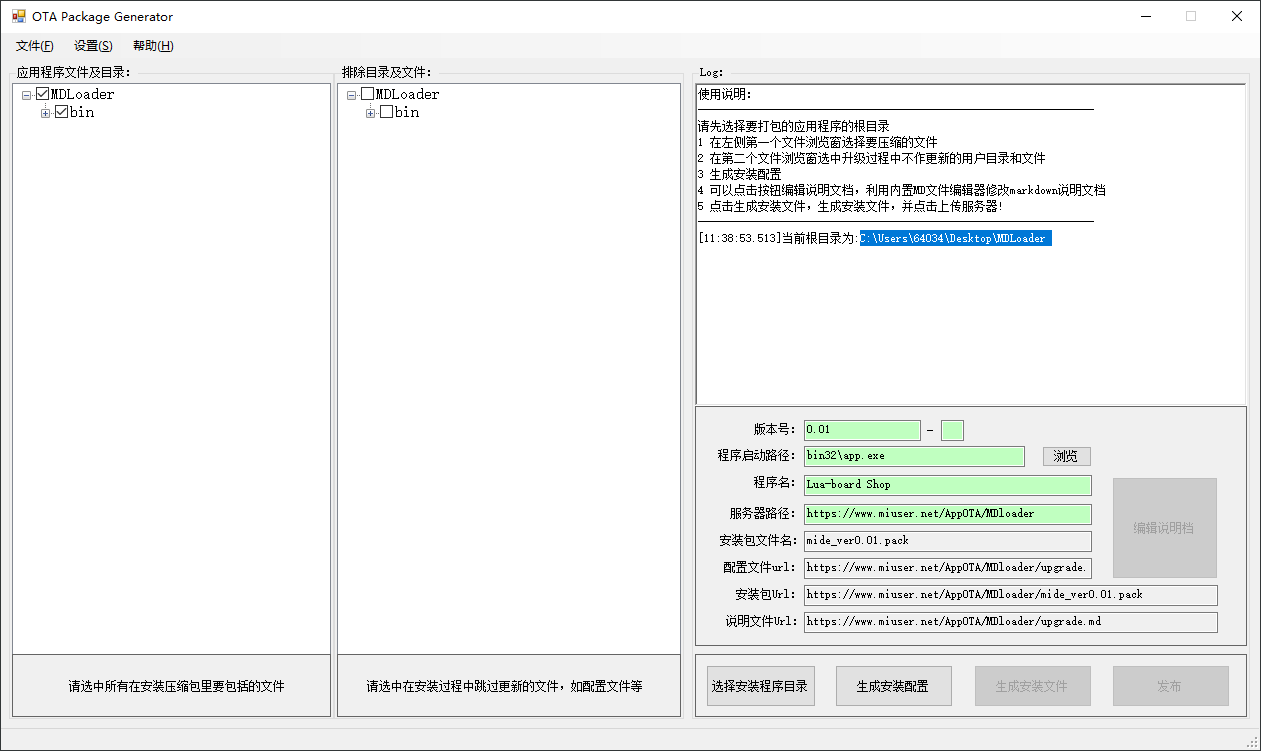 OTA Package Generator
文件(F) 设置(S) 帮助(H)
应用程序文件及目录：
MDLoader
bin
请选中所有在安装压缩包里要包括的文件
排除目录及文件：
MDLoader
bin
请选中在安装过程中跳过更新的文件，如配置文件等
Log:
使用说明：
请先选择要打包的应用程序的根目录
1 在左侧第一个文件浏览窗选择要压缩的文件
2 在第二个文件浏览窗选中升级过程中不作更新的用户目录和文件
3 生成安装配置
4 可以点击按钮编辑说明文档，利用内置MD文件编辑器修改markdown说明文档
5 点击生成安装文件，生成安装文件，并点击上传服务器！
[11:38:53.513]当前根目录为:C:\Users\64034\Desktop\MDLoader
版本号： 0.01 -
程序启动路径： bin32\app.exe 浏览
程序名： Lua-board Shop
服务器路径： https://www.miuser.net/AppOTA/MDloader
安装包文件名： mide_ver0.01.pack
配置文件url: https://www.miuser.net/AppOTA/MDloader/upgrade.
安装包Url: https://www.miuser.net/AppOTA/MDloader/mide_ver0.01.pack
说明文件Url: https://www.miuser.net/AppOTA/MDloader/upgrade.md
编辑说明档
选择安装程序目录 生成安装配置 生成安装文件 发布